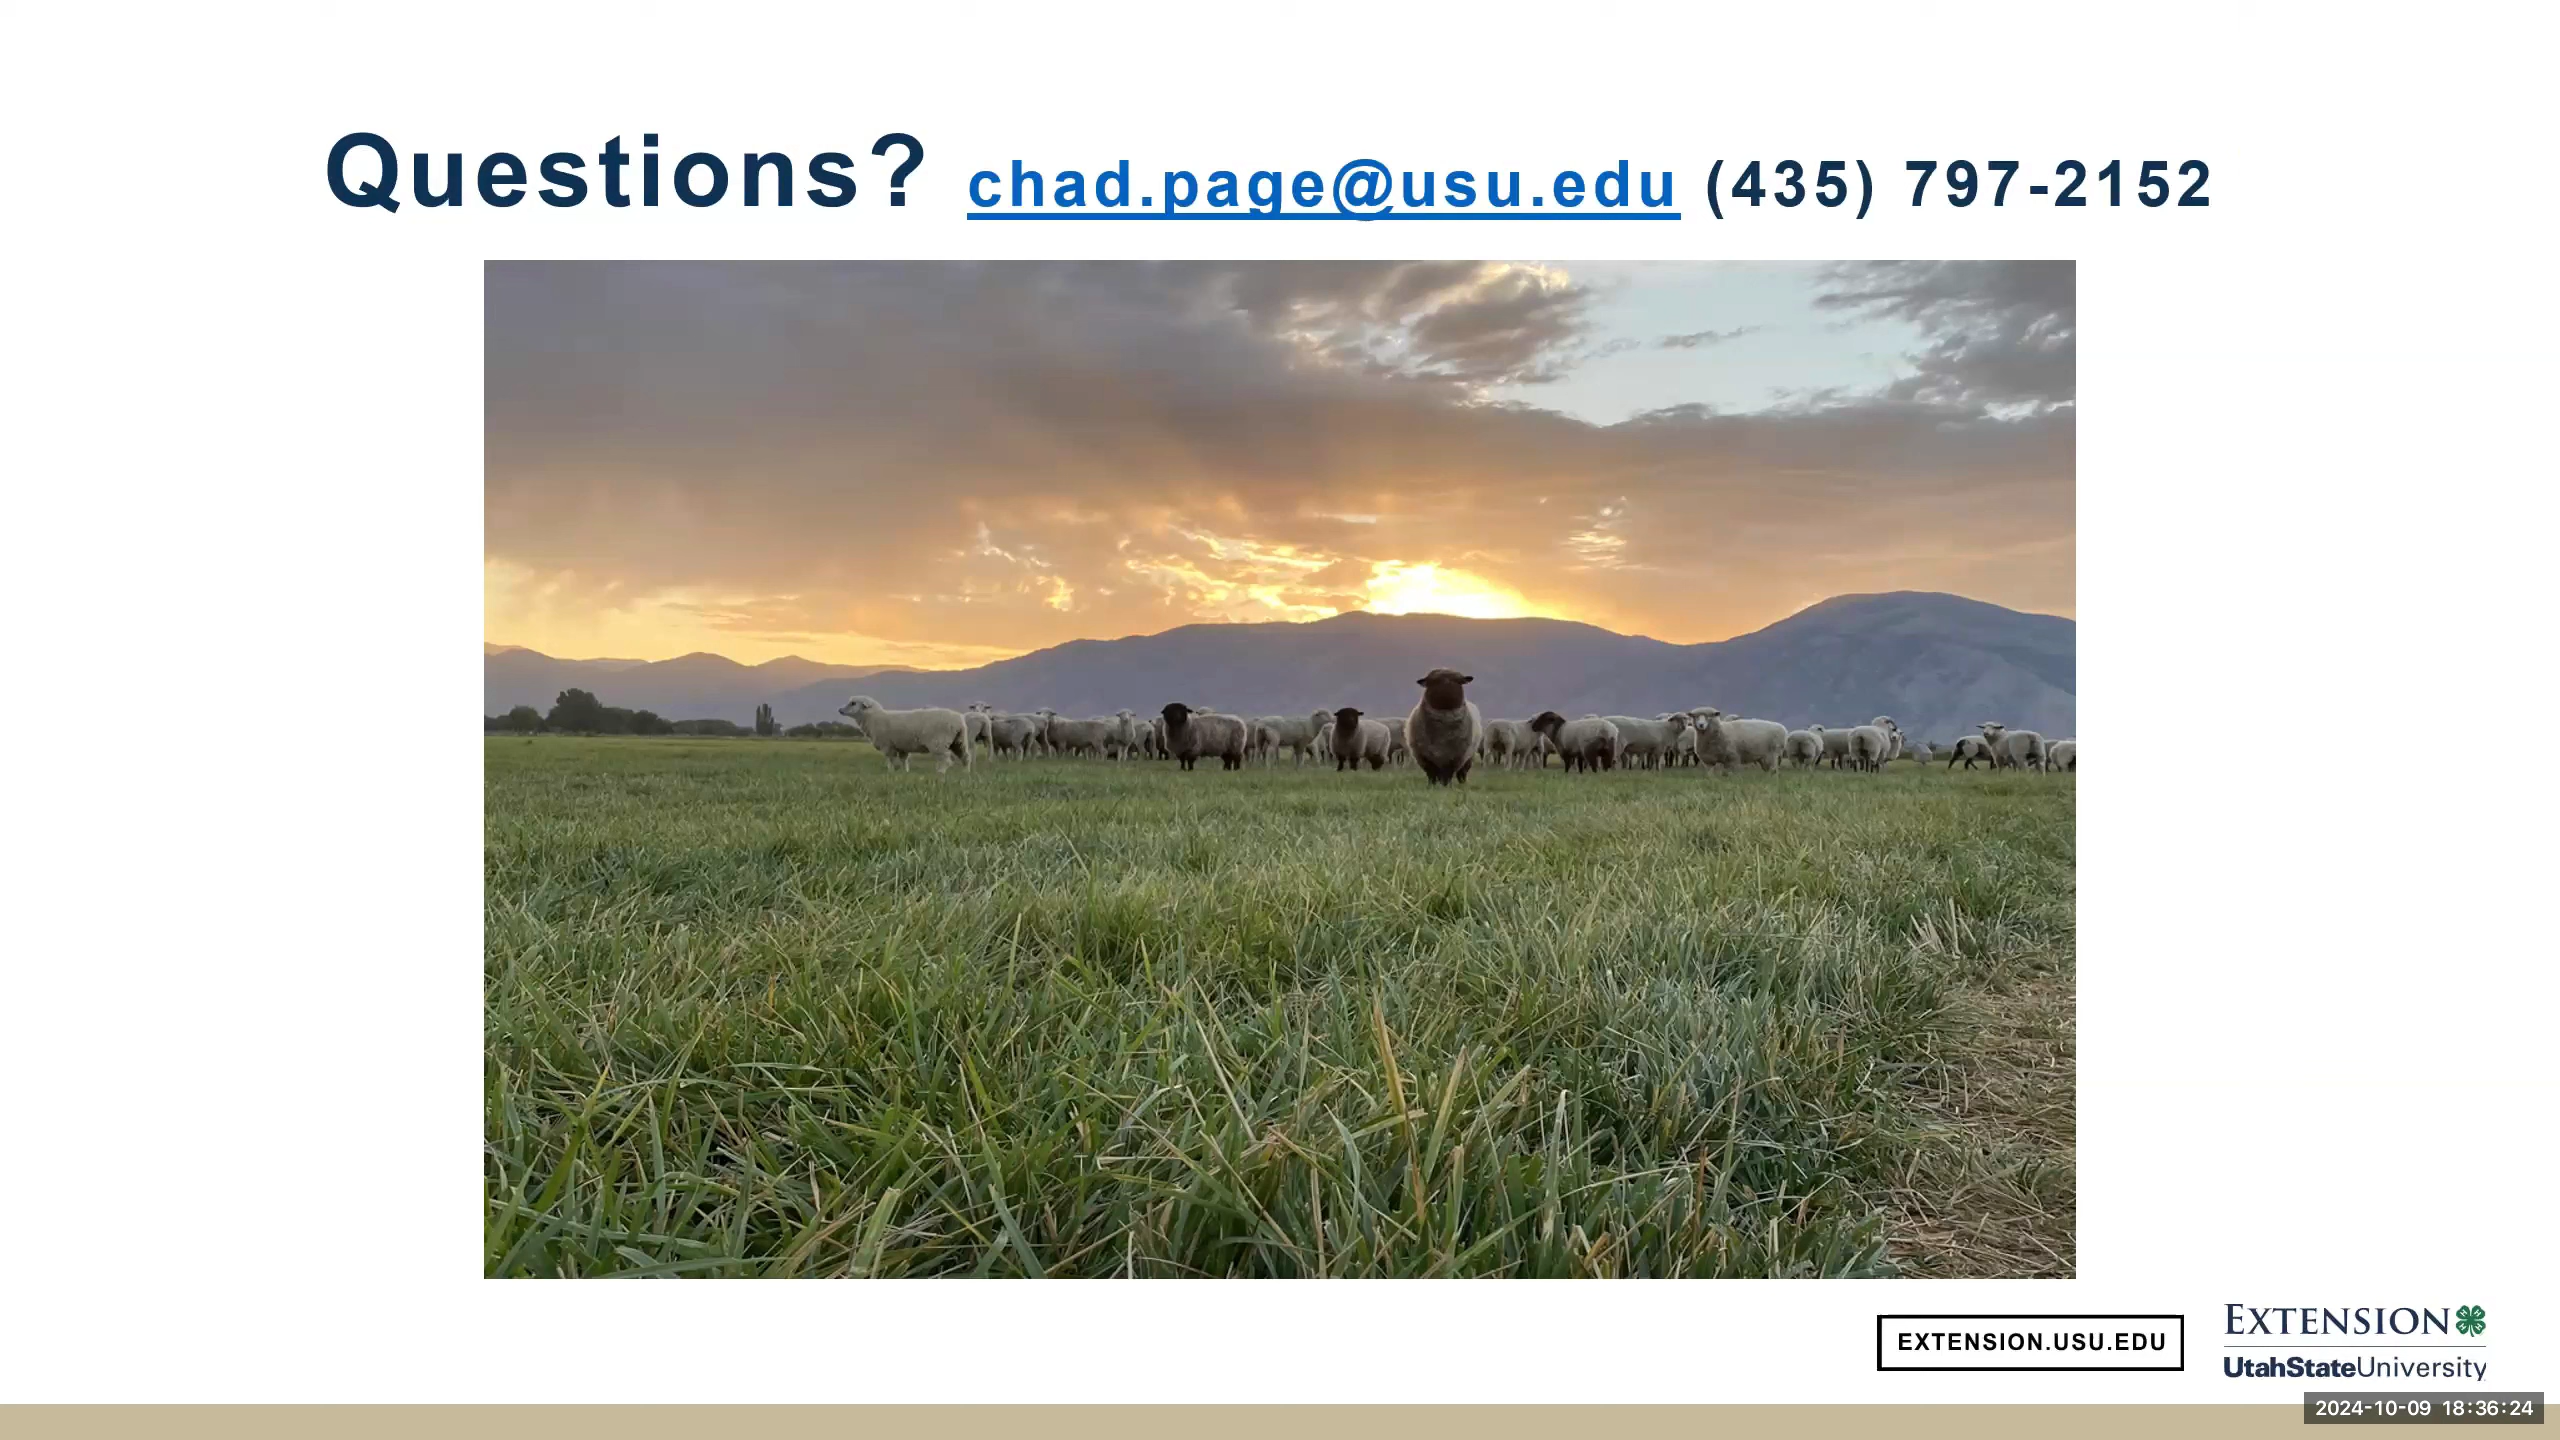 Questions? chad.page@usu.edu (435) 797-2152
EXTENSION.USU.EDU
EXTENSION
UtahStateUniversity
2024-10-09 18:36:24